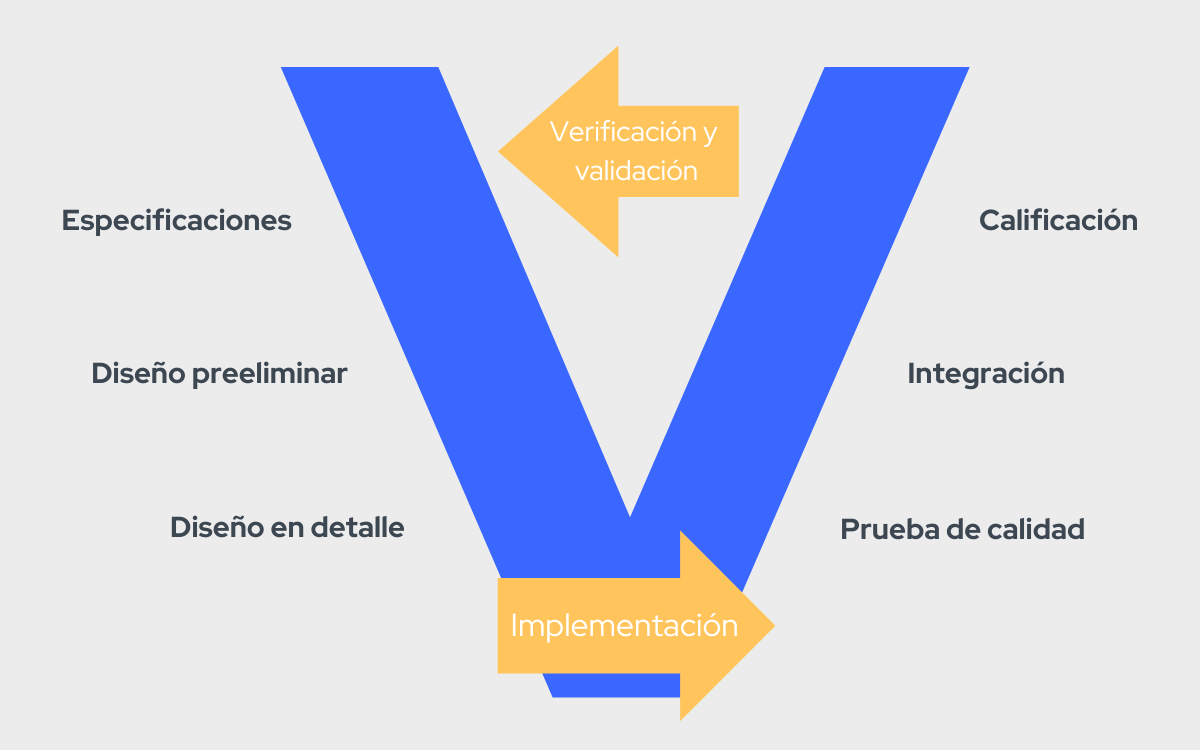 Verificación y
validación
Especificaciones
Calificación
Diseño preeliminar
Integración
Diseño en detalle
Prueba de calidad
Implementación